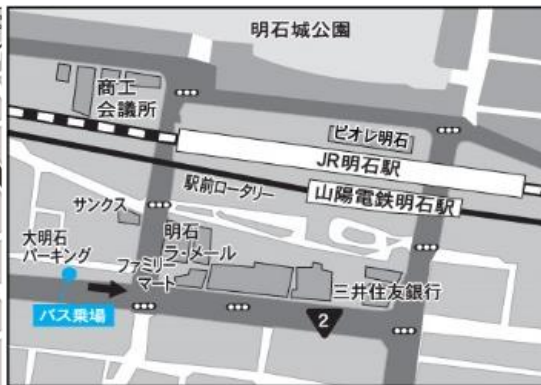 明石城公園
商工
会議所
ピオレ明石
JR明石駅
駅前ロータリー
山陽電鉄明石駅
サンクス
明石
ラ・メール
大明石
パーキング
ファミリー
マート
三井住友銀行
バス乗場
2